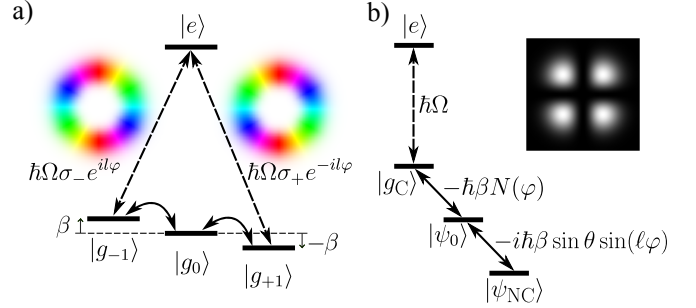 a)
|e⟩
ℏΩσ₋e^{ilφ}
ℏΩσ₊e^{-ilφ}
β
-β
|g₋₁⟩
|g₀⟩
|g₊₁⟩
b)
|e⟩
ℏΩ
|g_C⟩
-ℏβN(φ)
|ψ₀⟩
-iℏβ sin θ sin(ℓφ)
|ψ_NC⟩